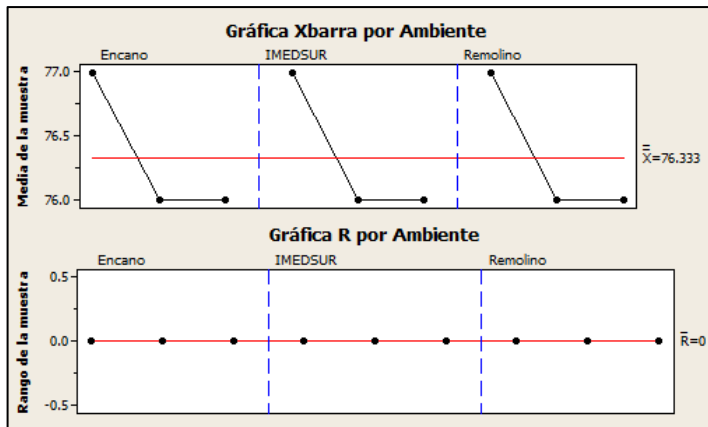 Gráfica Xbarra por Ambiente
Encano IMEDSUR Remolino
Media de la muestra
77.0
76.5
76.0
X=76.333
Gráfica R por Ambiente
Encano IMEDSUR Remolino
Rango de la muestra
0.5
0.0
-0.5
R=0